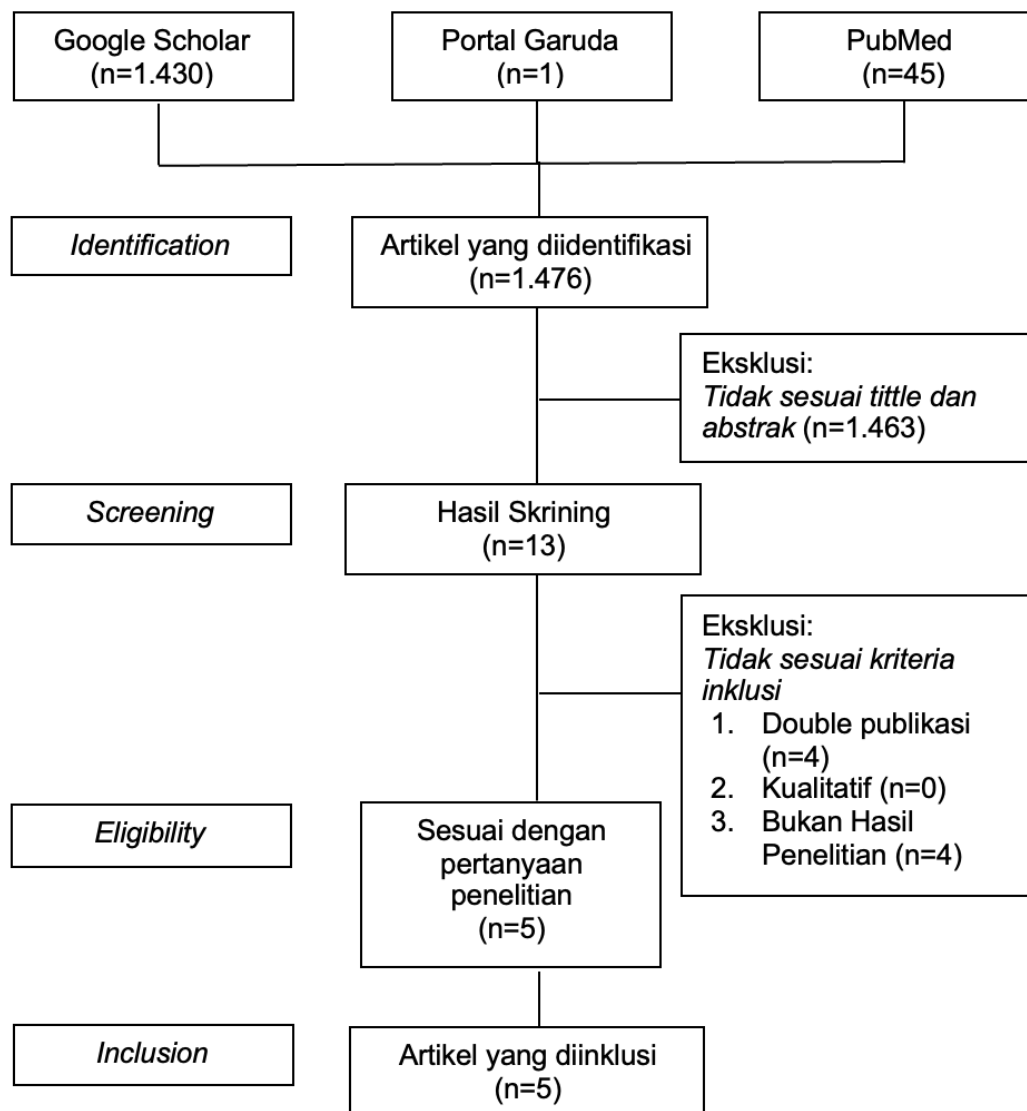 Google Scholar
(n=1.430)
Portal Garuda
(n=1)
PubMed
(n=45)
Identification
Artikel yang diidentifikasi
(n=1.476)
Eksklusi:
Tidak sesuai tittle dan
abstrak (n=1.463)
Screening
Hasil Skrining
(n=13)
Eksklusi:
Tidak sesuai kriteria
inklusi
1. Double publikasi
(n=4)
2. Kualitatif (n=0)
3. Bukan Hasil
Penelitian (n=4)
Eligibility
Sesuai dengan
pertanyaan
penelitian
(n=5)
Inclusion
Artikel yang diinklusi
(n=5)